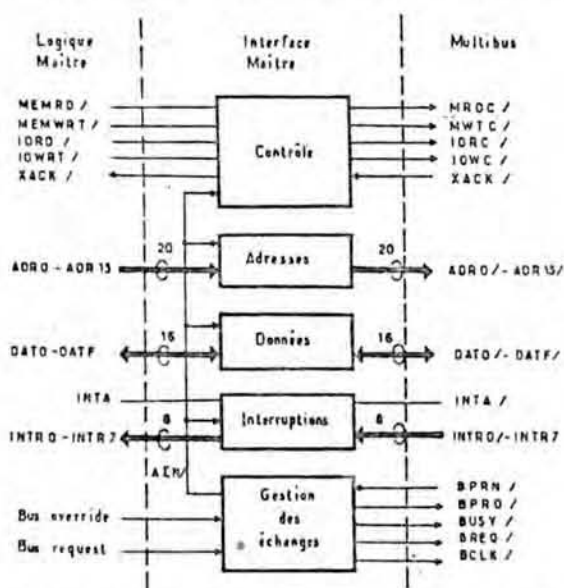 Logique Interface Multibus
Maître Maître
MEMRD / MRDC /
MEMWRT / MWTC /
IORD / IORC /
IOWRT / Contrôle IOWC /
XACK / XACK /
20 20
ADR0 - ADR13 Adresses ADR0/- ADR13/
16 16
DAT0 - DATF Données DAT0/- DATF/
INTA INTA /
8 8
INTR0 - INTR7 Interruptions INTR0/- INTR7
AEN/
Gestion BPRN /
BPRO /
Bus override des BUSY /
BREQ /
Bus request échanges BCLK /